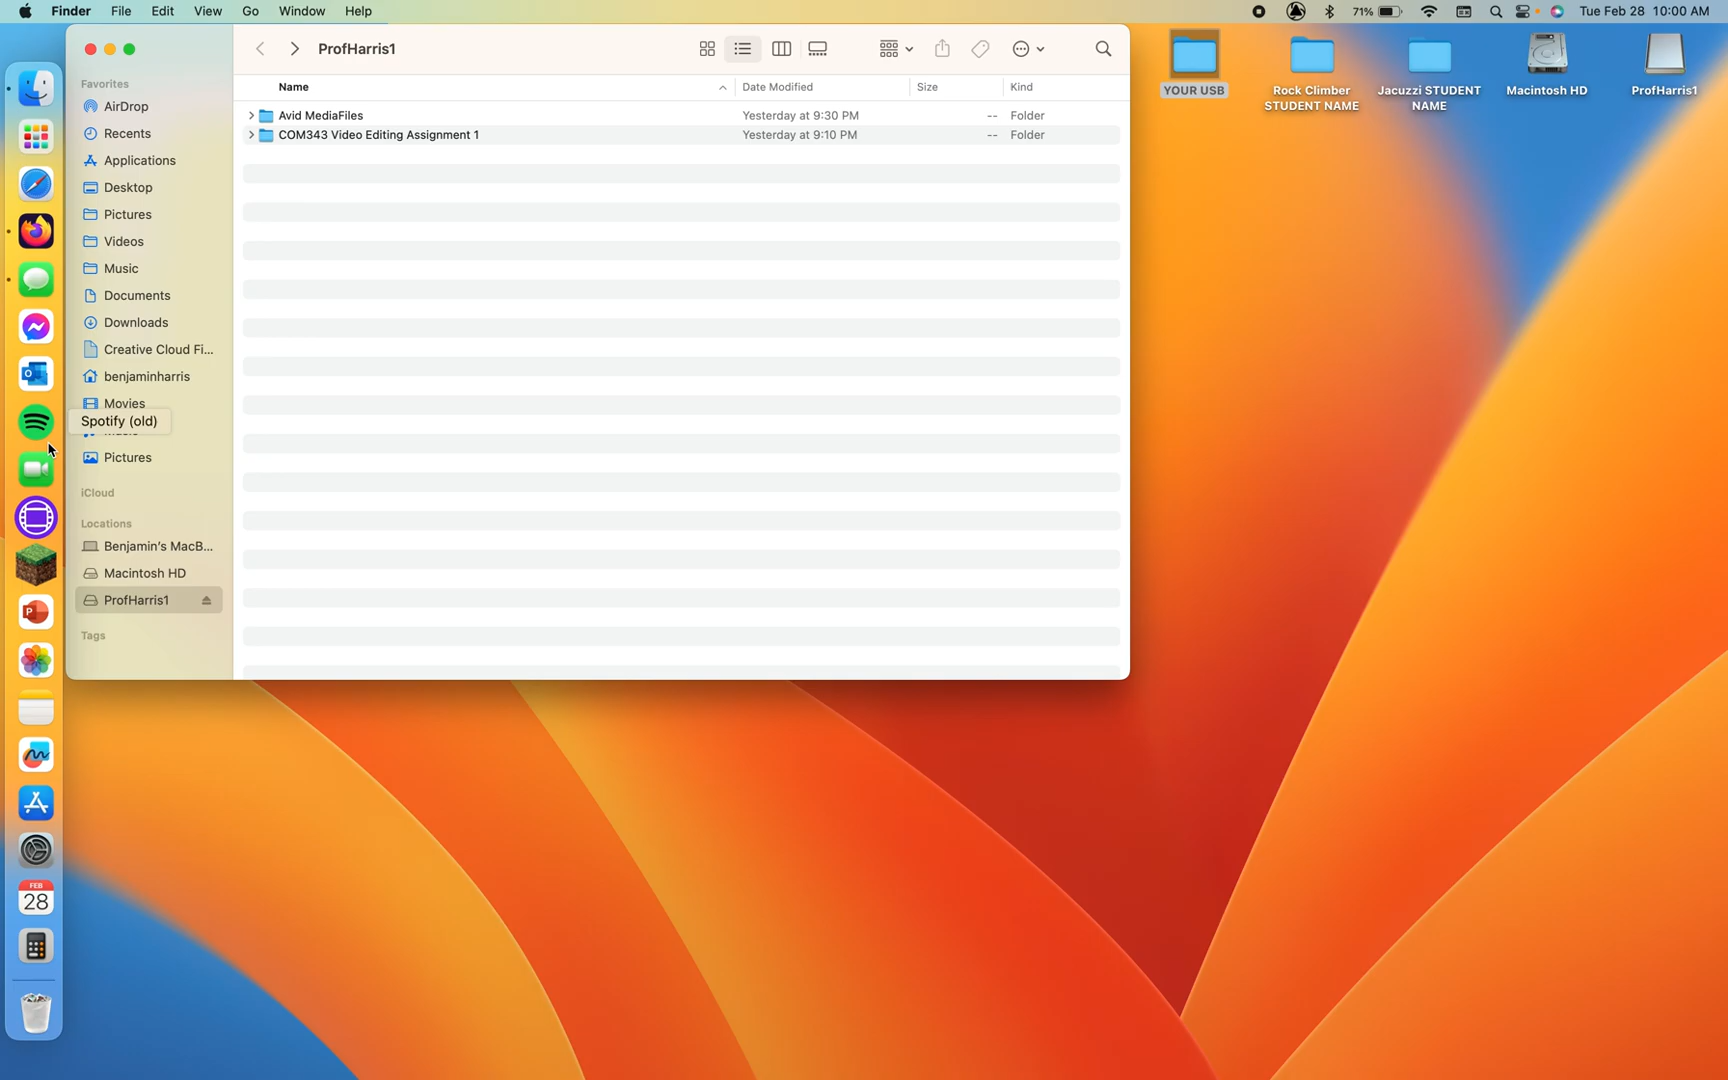 Finder File Edit View Go Window Help
71% Tue Feb 28 10:00 AM
ProfHarris1
Favorites
AirDrop
Recents
Applications
Desktop
Pictures
Videos
Music
Documents
Downloads
Creative Cloud Fi...
benjaminharris
Movies
Spotify (old)
Pictures
iCloud
Locations
Benjamin's MacB...
Macintosh HD
ProfHarris1
Tags
Name Date Modified Size Kind
Avid MediaFiles Yesterday at 9:30 PM -- Folder
COM343 Video Editing Assignment 1 Yesterday at 9:10 PM -- Folder
YOUR USB
Rock Climber
STUDENT NAME
Jacuzzi STUDENT
NAME
Macintosh HD
ProfHarris1
FEB
28